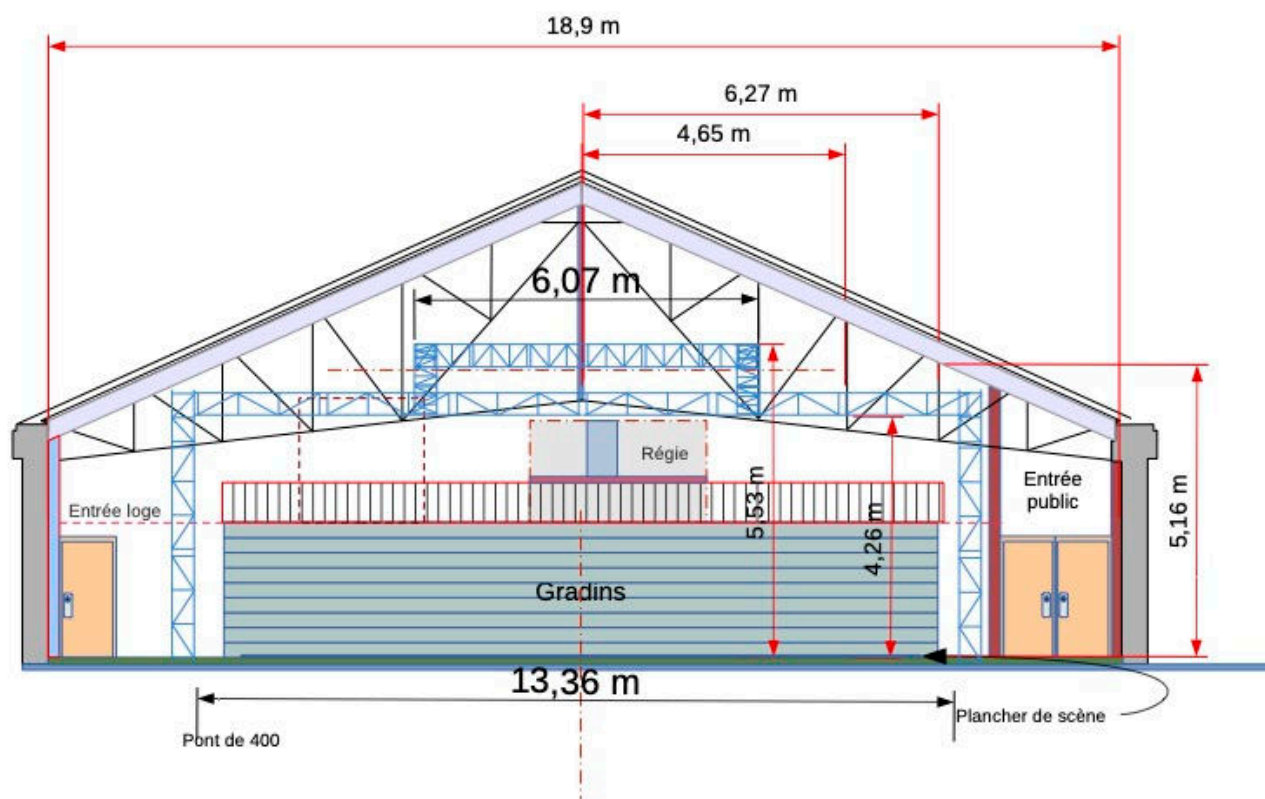 18,9 m
6,27 m
4,65 m
6,07 m
Régie
Entrée
public
Entrée loge
5,53 m
4,26 m
5,16 m
Gradins
13,36 m
Plancher de scène
Pont de 400